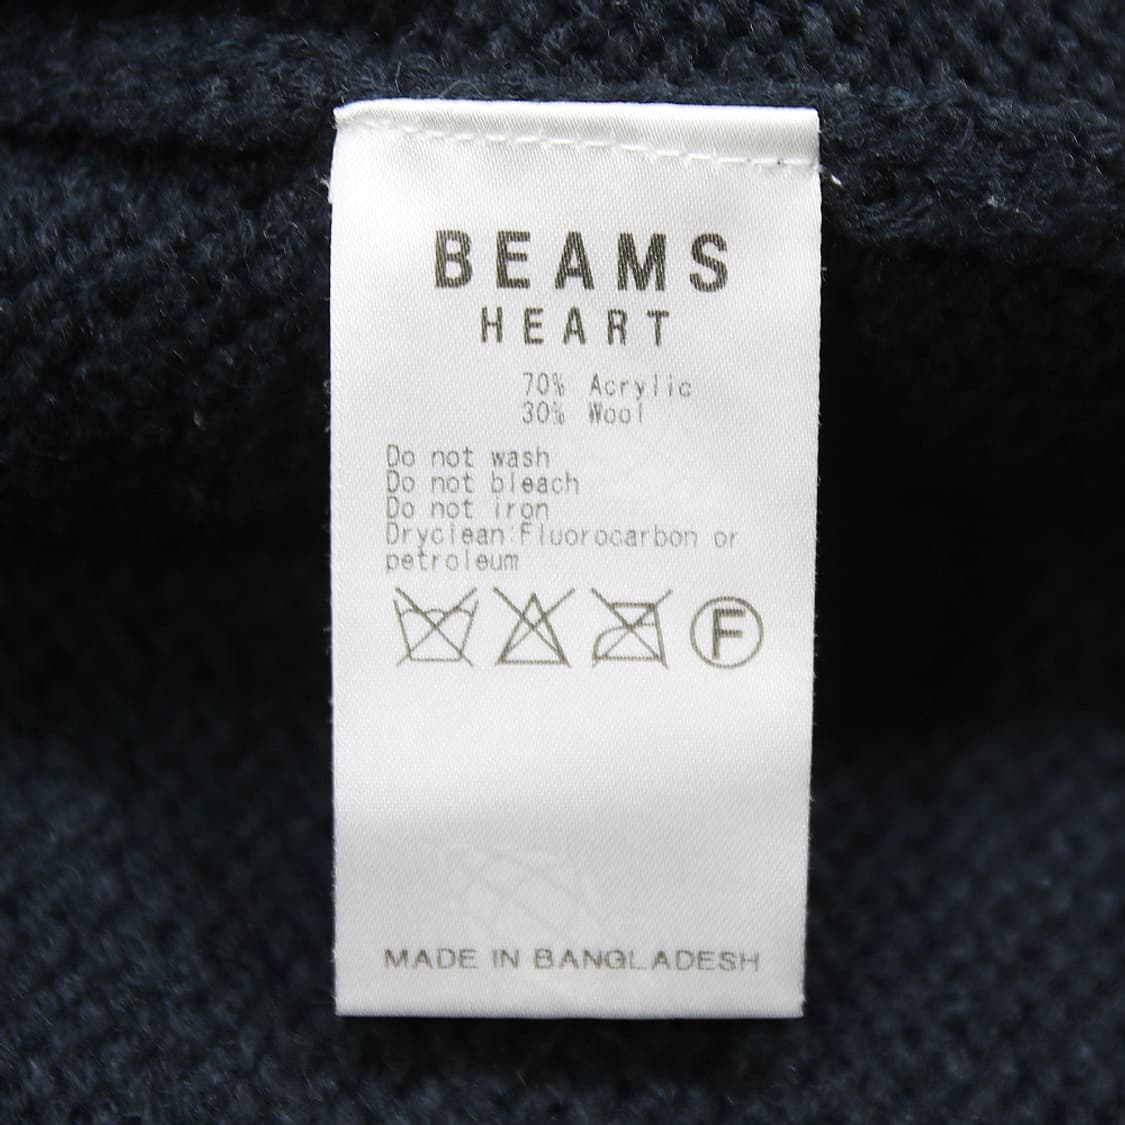 BEAMS
HEART
70% Acrylic
30% Wool
Do not wash
Do not bleach
Do not iron
Dryclean:Fluorocarbon or
petroleum
F
MADE IN BANGLADESH